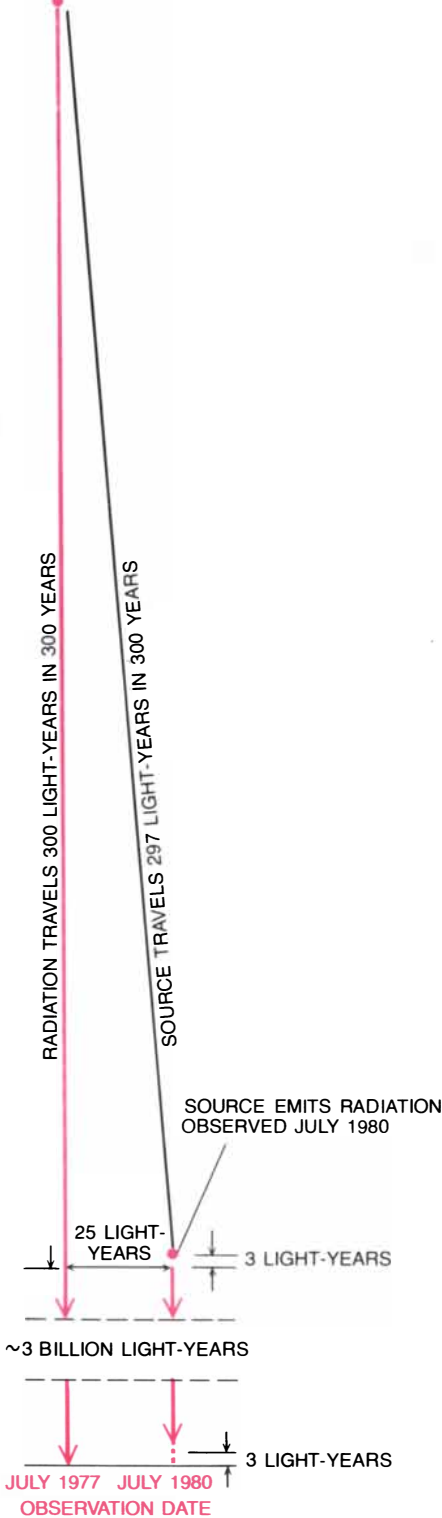 RADIATION TRAVELS 300 LIGHT-YEARS IN 300 YEARS
SOURCE TRAVELS 297 LIGHT-YEARS IN 300 YEARS
SOURCE EMITS RADIATION
OBSERVED JULY 1980
25 LIGHT-
YEARS
3 LIGHT-YEARS
~3 BILLION LIGHT-YEARS
3 LIGHT-YEARS
JULY 1977 JULY 1980
OBSERVATION DATE